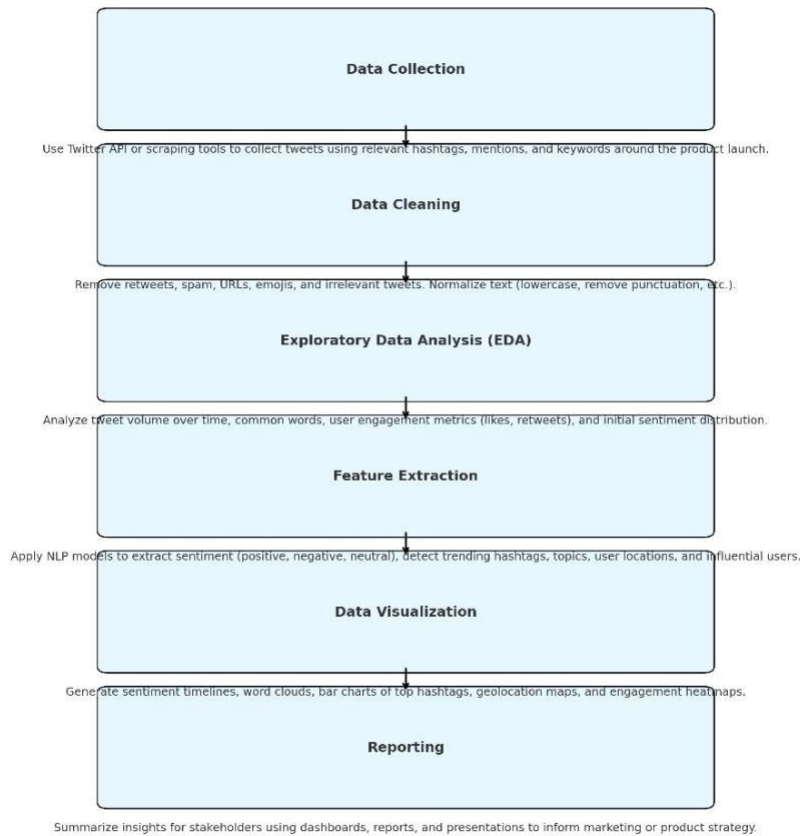 Data Collection
Use Twitter API or scraping tools to collect tweets using relevant hashtags, mentions, and keywords around the product launch.
Data Cleaning
Remove retweets, spam, URLs, emojis, and irrelevant tweets. Normalize text (lowercase, remove punctuation, etc.).
Exploratory Data Analysis (EDA)
Analyze tweet volume over time, common words, user engagement metrics (likes, retweets), and initial sentiment distribution.
Feature Extraction
Apply NLP models to extract sentiment (positive, negative, neutral), detect trending hashtags, topics, user locations, and influential users.
Data Visualization
Generate sentiment timelines, word clouds, bar charts of top hashtags, geolocation maps, and engagement heatmaps.
Reporting
Summarize insights for stakeholders using dashboards, reports, and presentations to inform marketing or product strategy.